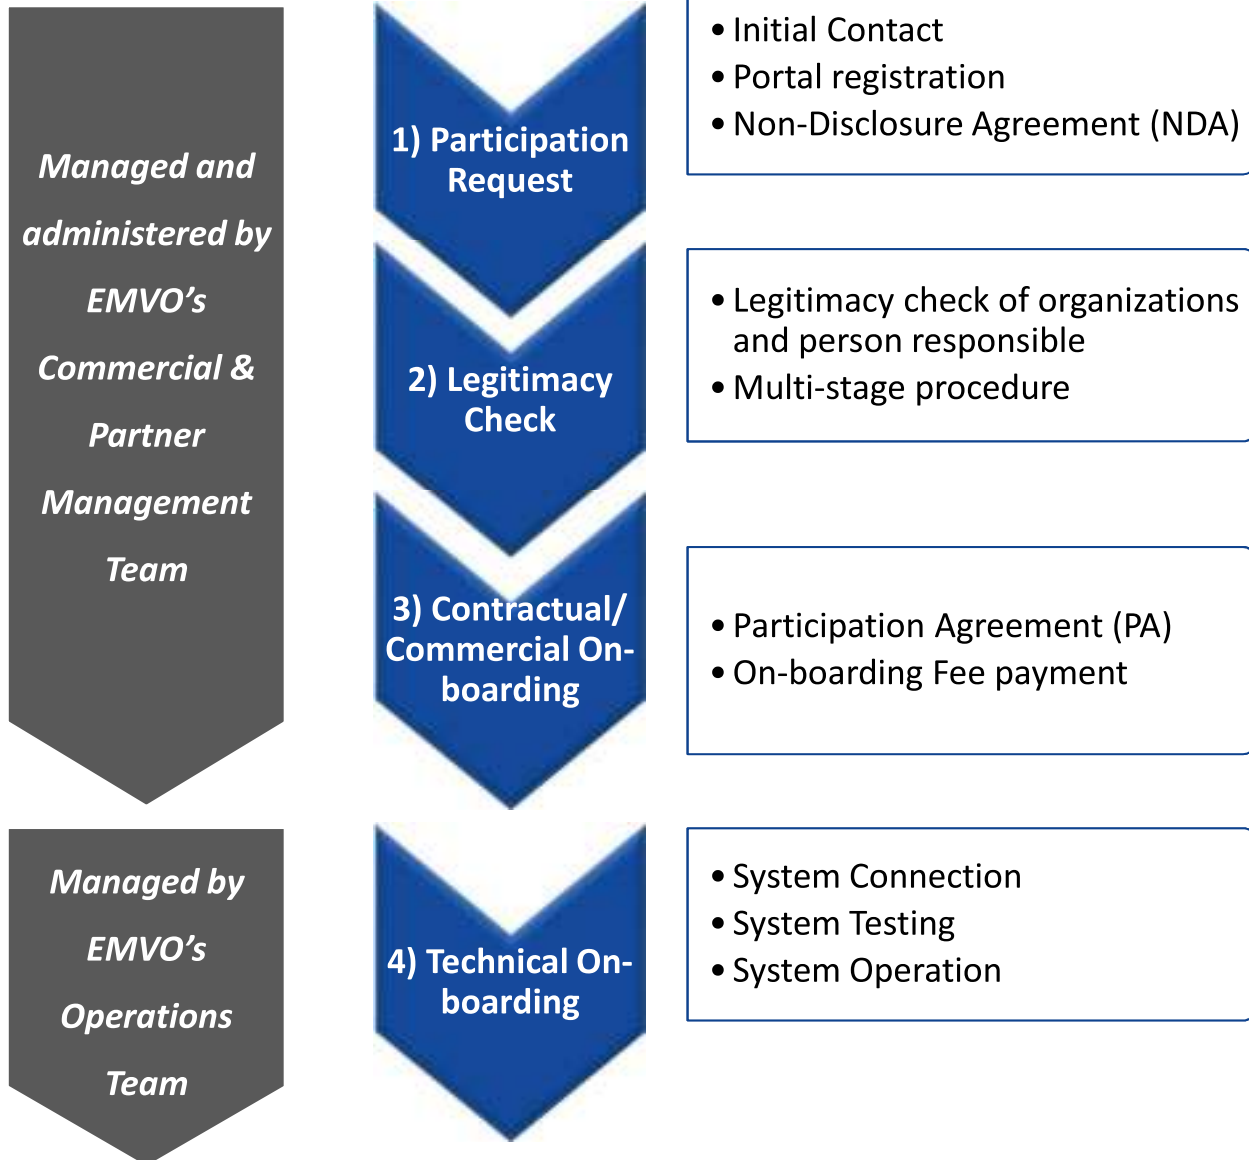 Managed and
administered by
EMVO’s
Commercial &
Partner
Management
Team
1) Participation
Request
• Initial Contact
• Portal registration
• Non-Disclosure Agreement (NDA)
2) Legitimacy
Check
• Legitimacy check of organizations
and person responsible
• Multi-stage procedure
3) Contractual/
Commercial On-
boarding
• Participation Agreement (PA)
• On-boarding Fee payment
Managed by
EMVO’s
Operations
Team
4) Technical On-
boarding
• System Connection
• System Testing
• System Operation